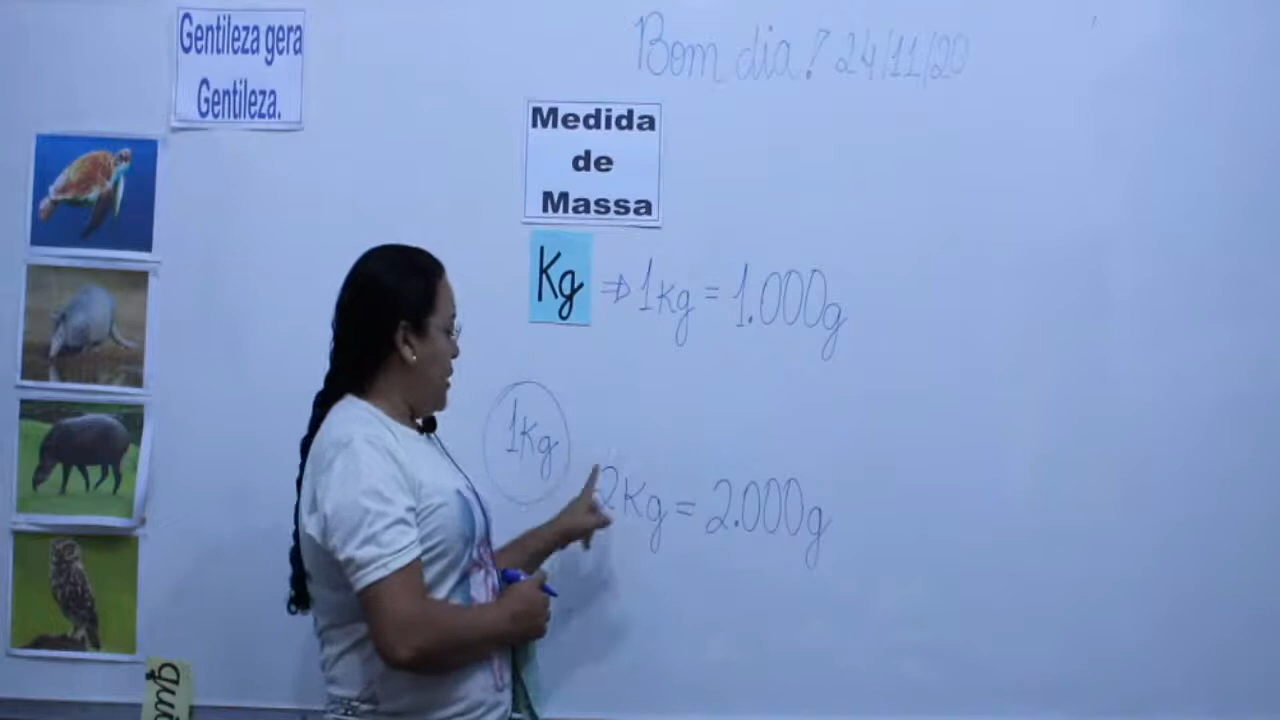 Gentileza gera
Gentileza.
Bom dia! 24/11/20
Medida
de
Massa
Kg ⇒ 1kg = 1.000g
1Kg
2Kg = 2.000g